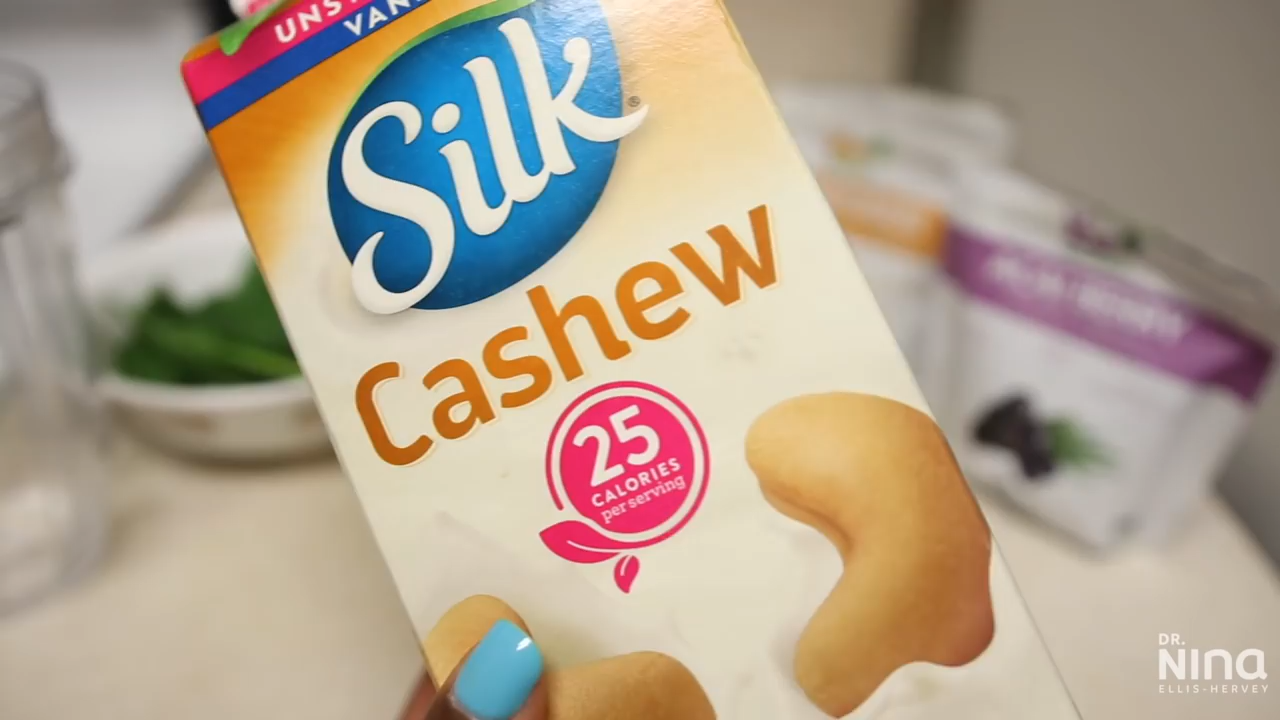 Silk®
Cashew
25
CALORIES
per serving
DR.
Nina
ELLIS-HERVEY